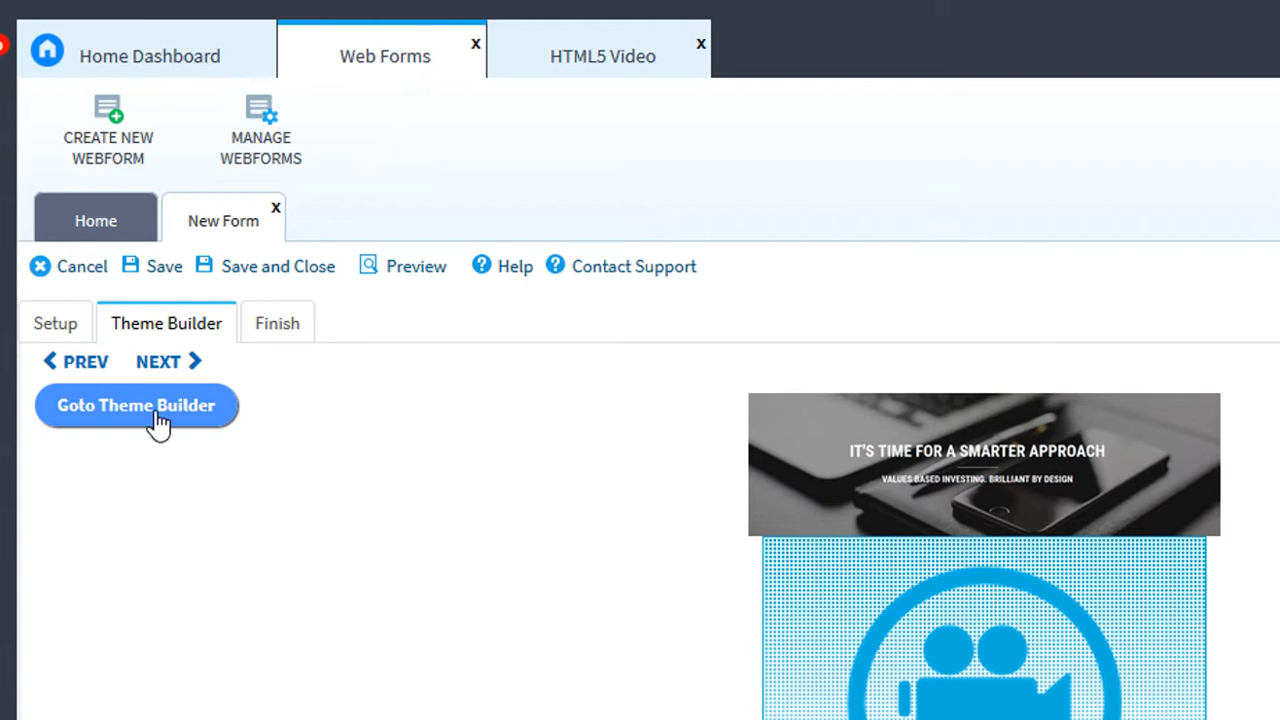 Home Dashboard
x
Web Forms
x
HTML5 Video
CREATE NEW
WEBFORM
MANAGE
WEBFORMS
Home
New Form
x
Cancel
Save
Save and Close
Preview
Help
Contact Support
Setup
Theme Builder
Finish
PREV
NEXT
Goto Theme Builder
IT'S TIME FOR A SMARTER APPROACH
VALUES BASED INVESTING. BRILLIANT BY DESIGN